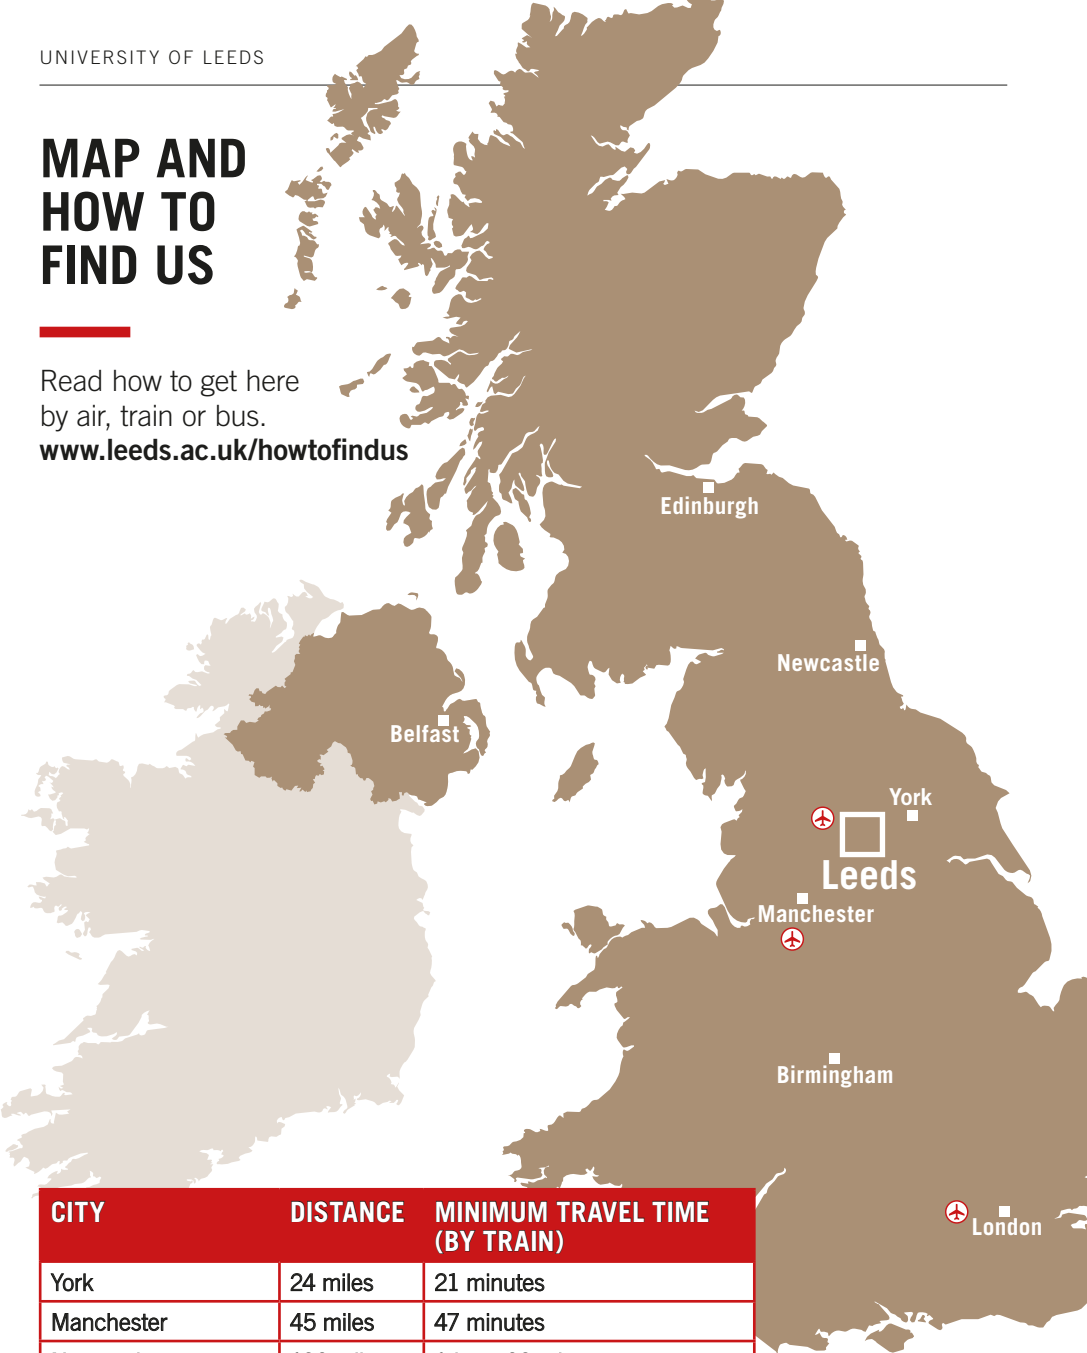 UNIVERSITY OF LEEDS
MAP AND
HOW TO
FIND US
Read how to get here
by air, train or bus.
www.leeds.ac.uk/howtofindus
Edinburgh
Newcastle
Belfast
York
Leeds
Manchester
Birmingham
London
CITY DISTANCE MINIMUM TRAVEL TIME
(BY TRAIN)
York 24 miles 21 minutes
Manchester 45 miles 47 minutes